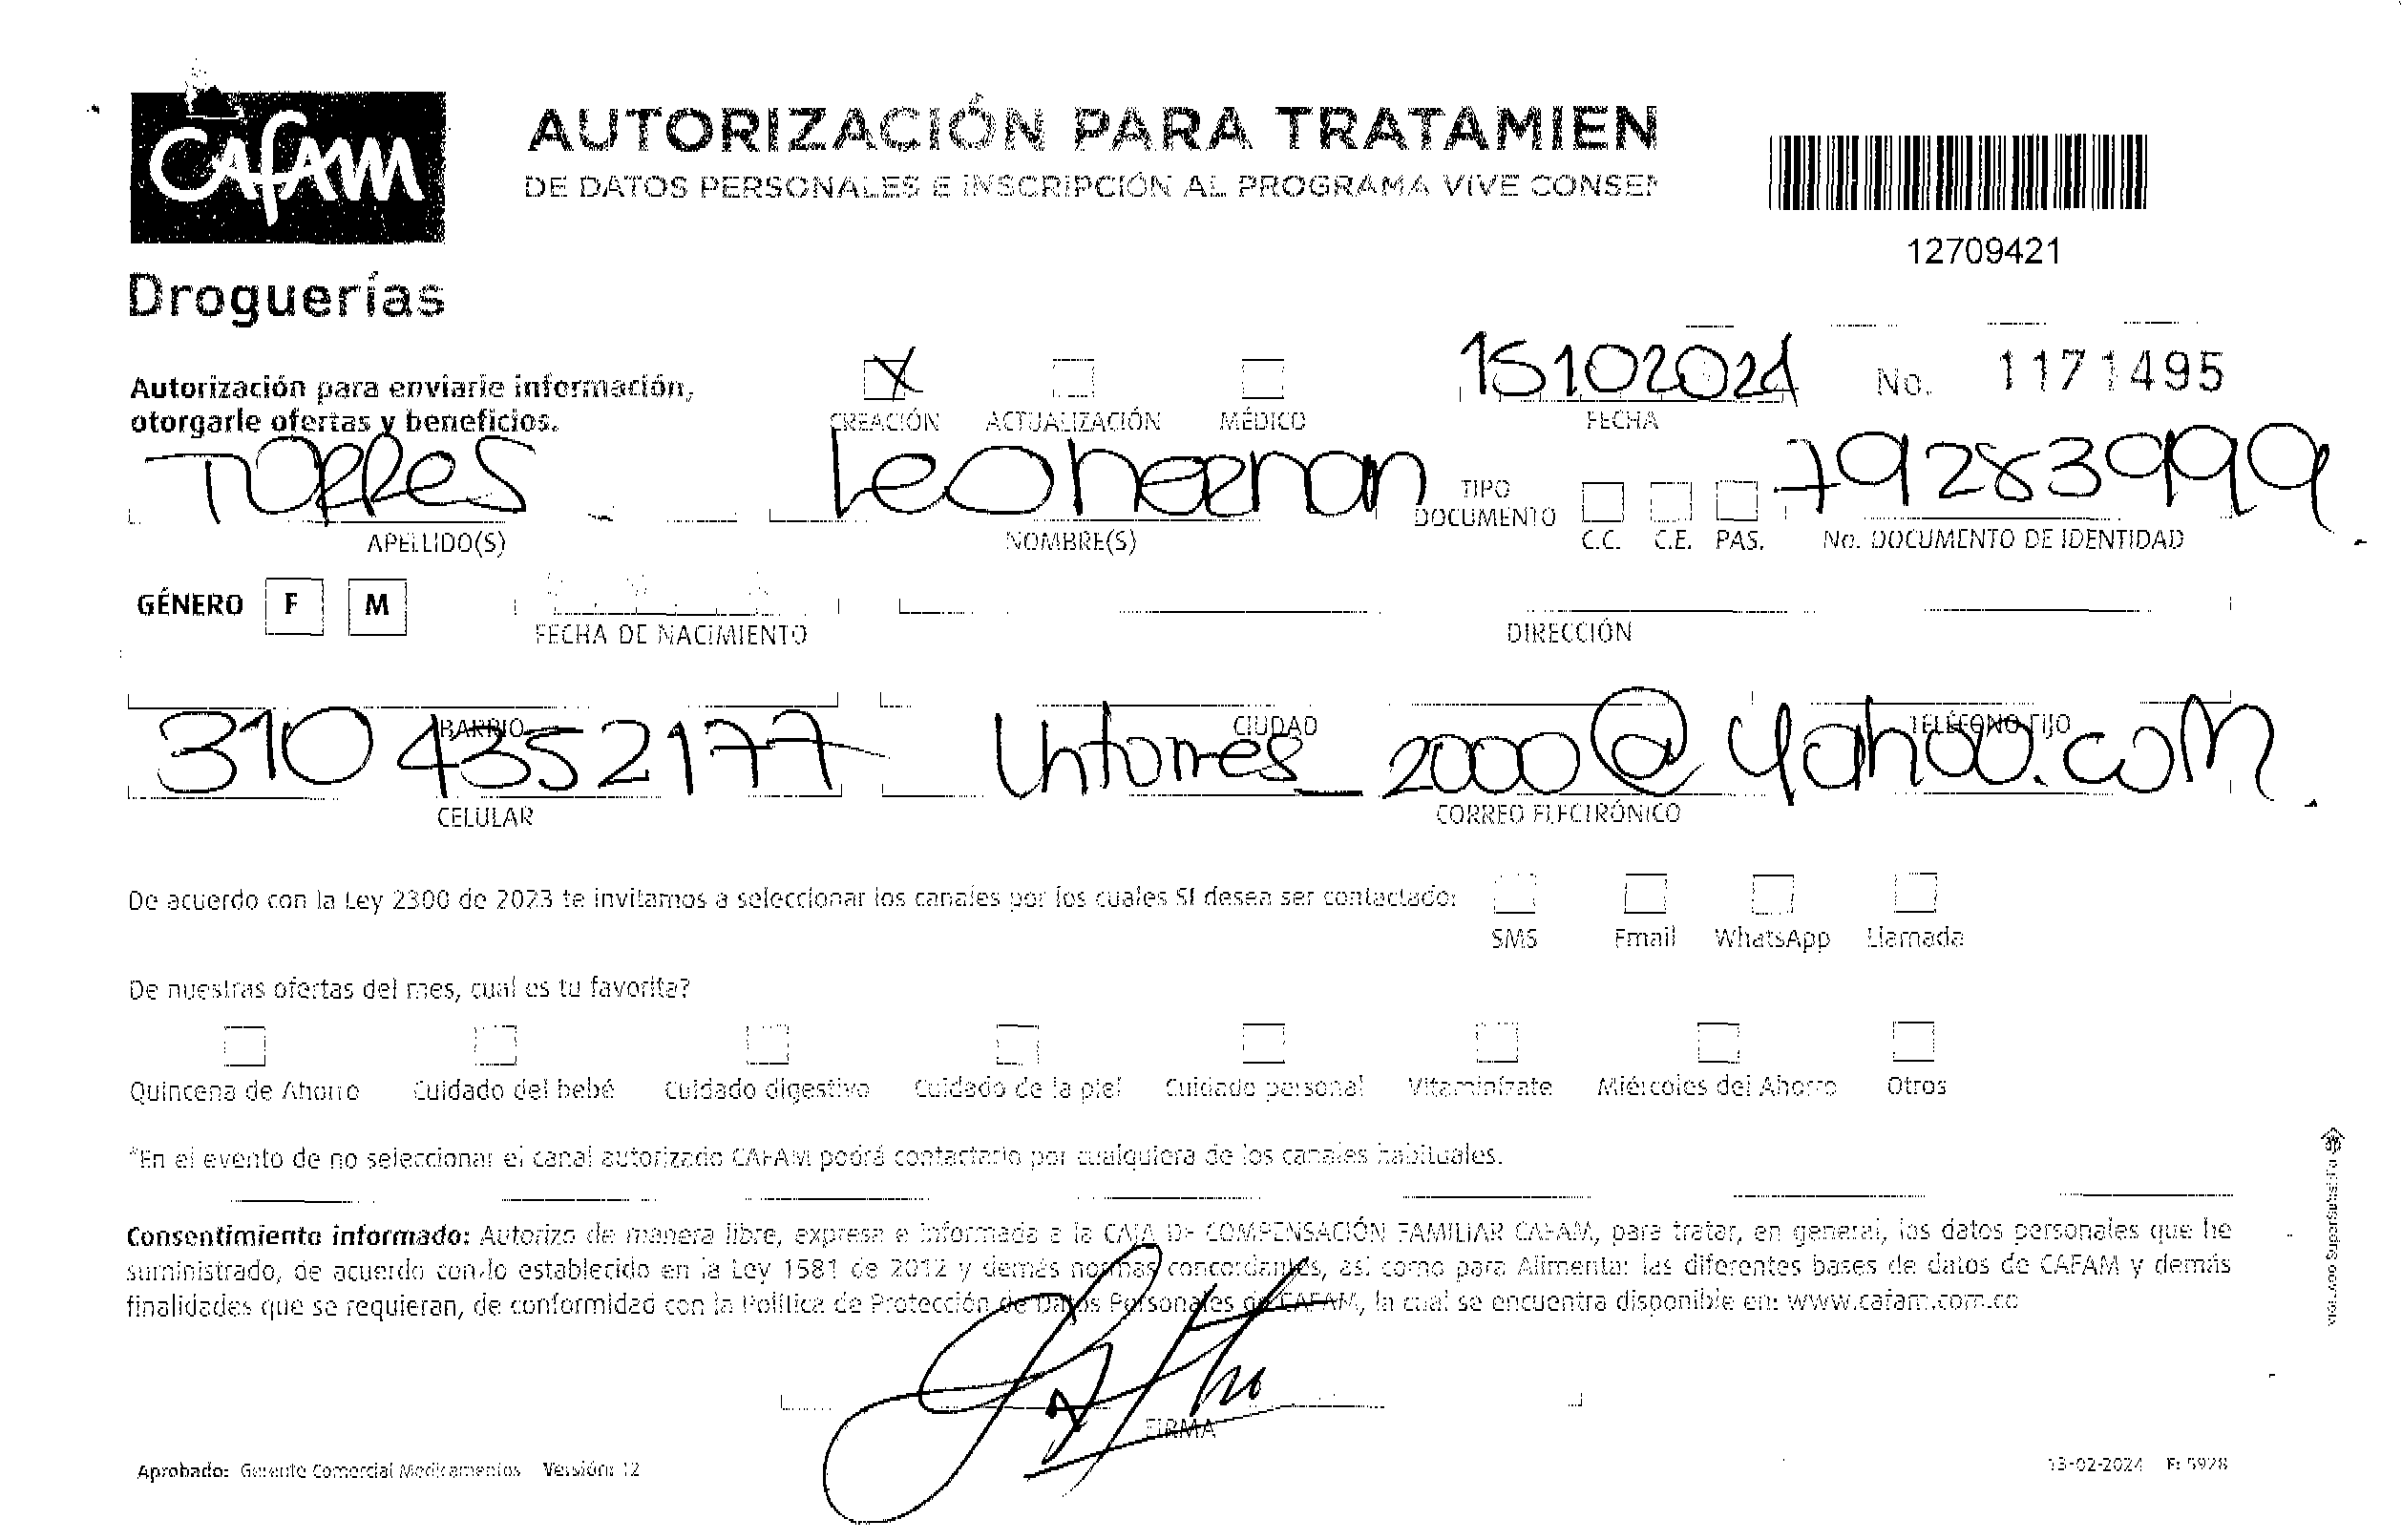 CAFAM
Droguerías
AUTORIZACIÓN PARA TRATAMIEN
DE DATOS PERSONALES E INSCRIPCIÓN AL PROGRAMA VIVE CONSEN
12709421
Autorización para enviarle información,
otorgarle ofertas y beneficios.
X
CREACIÓN ACTUALIZACIÓN MÉDICO
15102024
FECHA
No. 1171495
TORRES Leohernan 79283999
APELLIDO(S) NOMBRE(S) TIPO DOCUMENTO C.C. C.E. PAS. No. DOCUMENTO DE IDENTIDAD
GÉNERO F M
FECHA DE NACIMIENTO DIRECCIÓN
BARRIO CIUDAD TELÉFONO FIJO
310 4352177 Lhtorres_2000@yahoo.com
CELULAR CORREO ELECTRÓNICO
De acuerdo con la Ley 2300 de 2023 te invitamos a seleccionar los canales por los cuales SI desea ser contactado:
SMS Email WhatsApp Llamada
De nuestras ofertas del mes, cual es tu favorita?
Quincena de Ahorro Cuidado del bebé Cuidado digestivo Cuidado de la piel Cuidado personal Vitaminízate Miércoles del Ahorro Otros
*En el evento de no seleccionar el canal autorizado CAFAM podrá contactarlo por cualquiera de los canales habituales.
Consentimiento informado: Autorizo de manera libre, expresa e informada a la CAJA DE COMPENSACIÓN FAMILIAR CAFAM, para tratar, en general, los datos personales que he
suministrado, de acuerdo con lo establecido en la Ley 1581 de 2012 y demás normas concordantes, así como para Alimentar las diferentes bases de datos de CAFAM y demás
finalidades que se requieran, de conformidad con la Política de Protección de Datos Personales de CAFAM, la cual se encuentra disponible en: www.cafam.com.co
FIRMA
Aprobado: Gerente Comercial Medicamentos Versión: 12
13-02-2024 F: 5928
VIGILADO SuperSubsidio